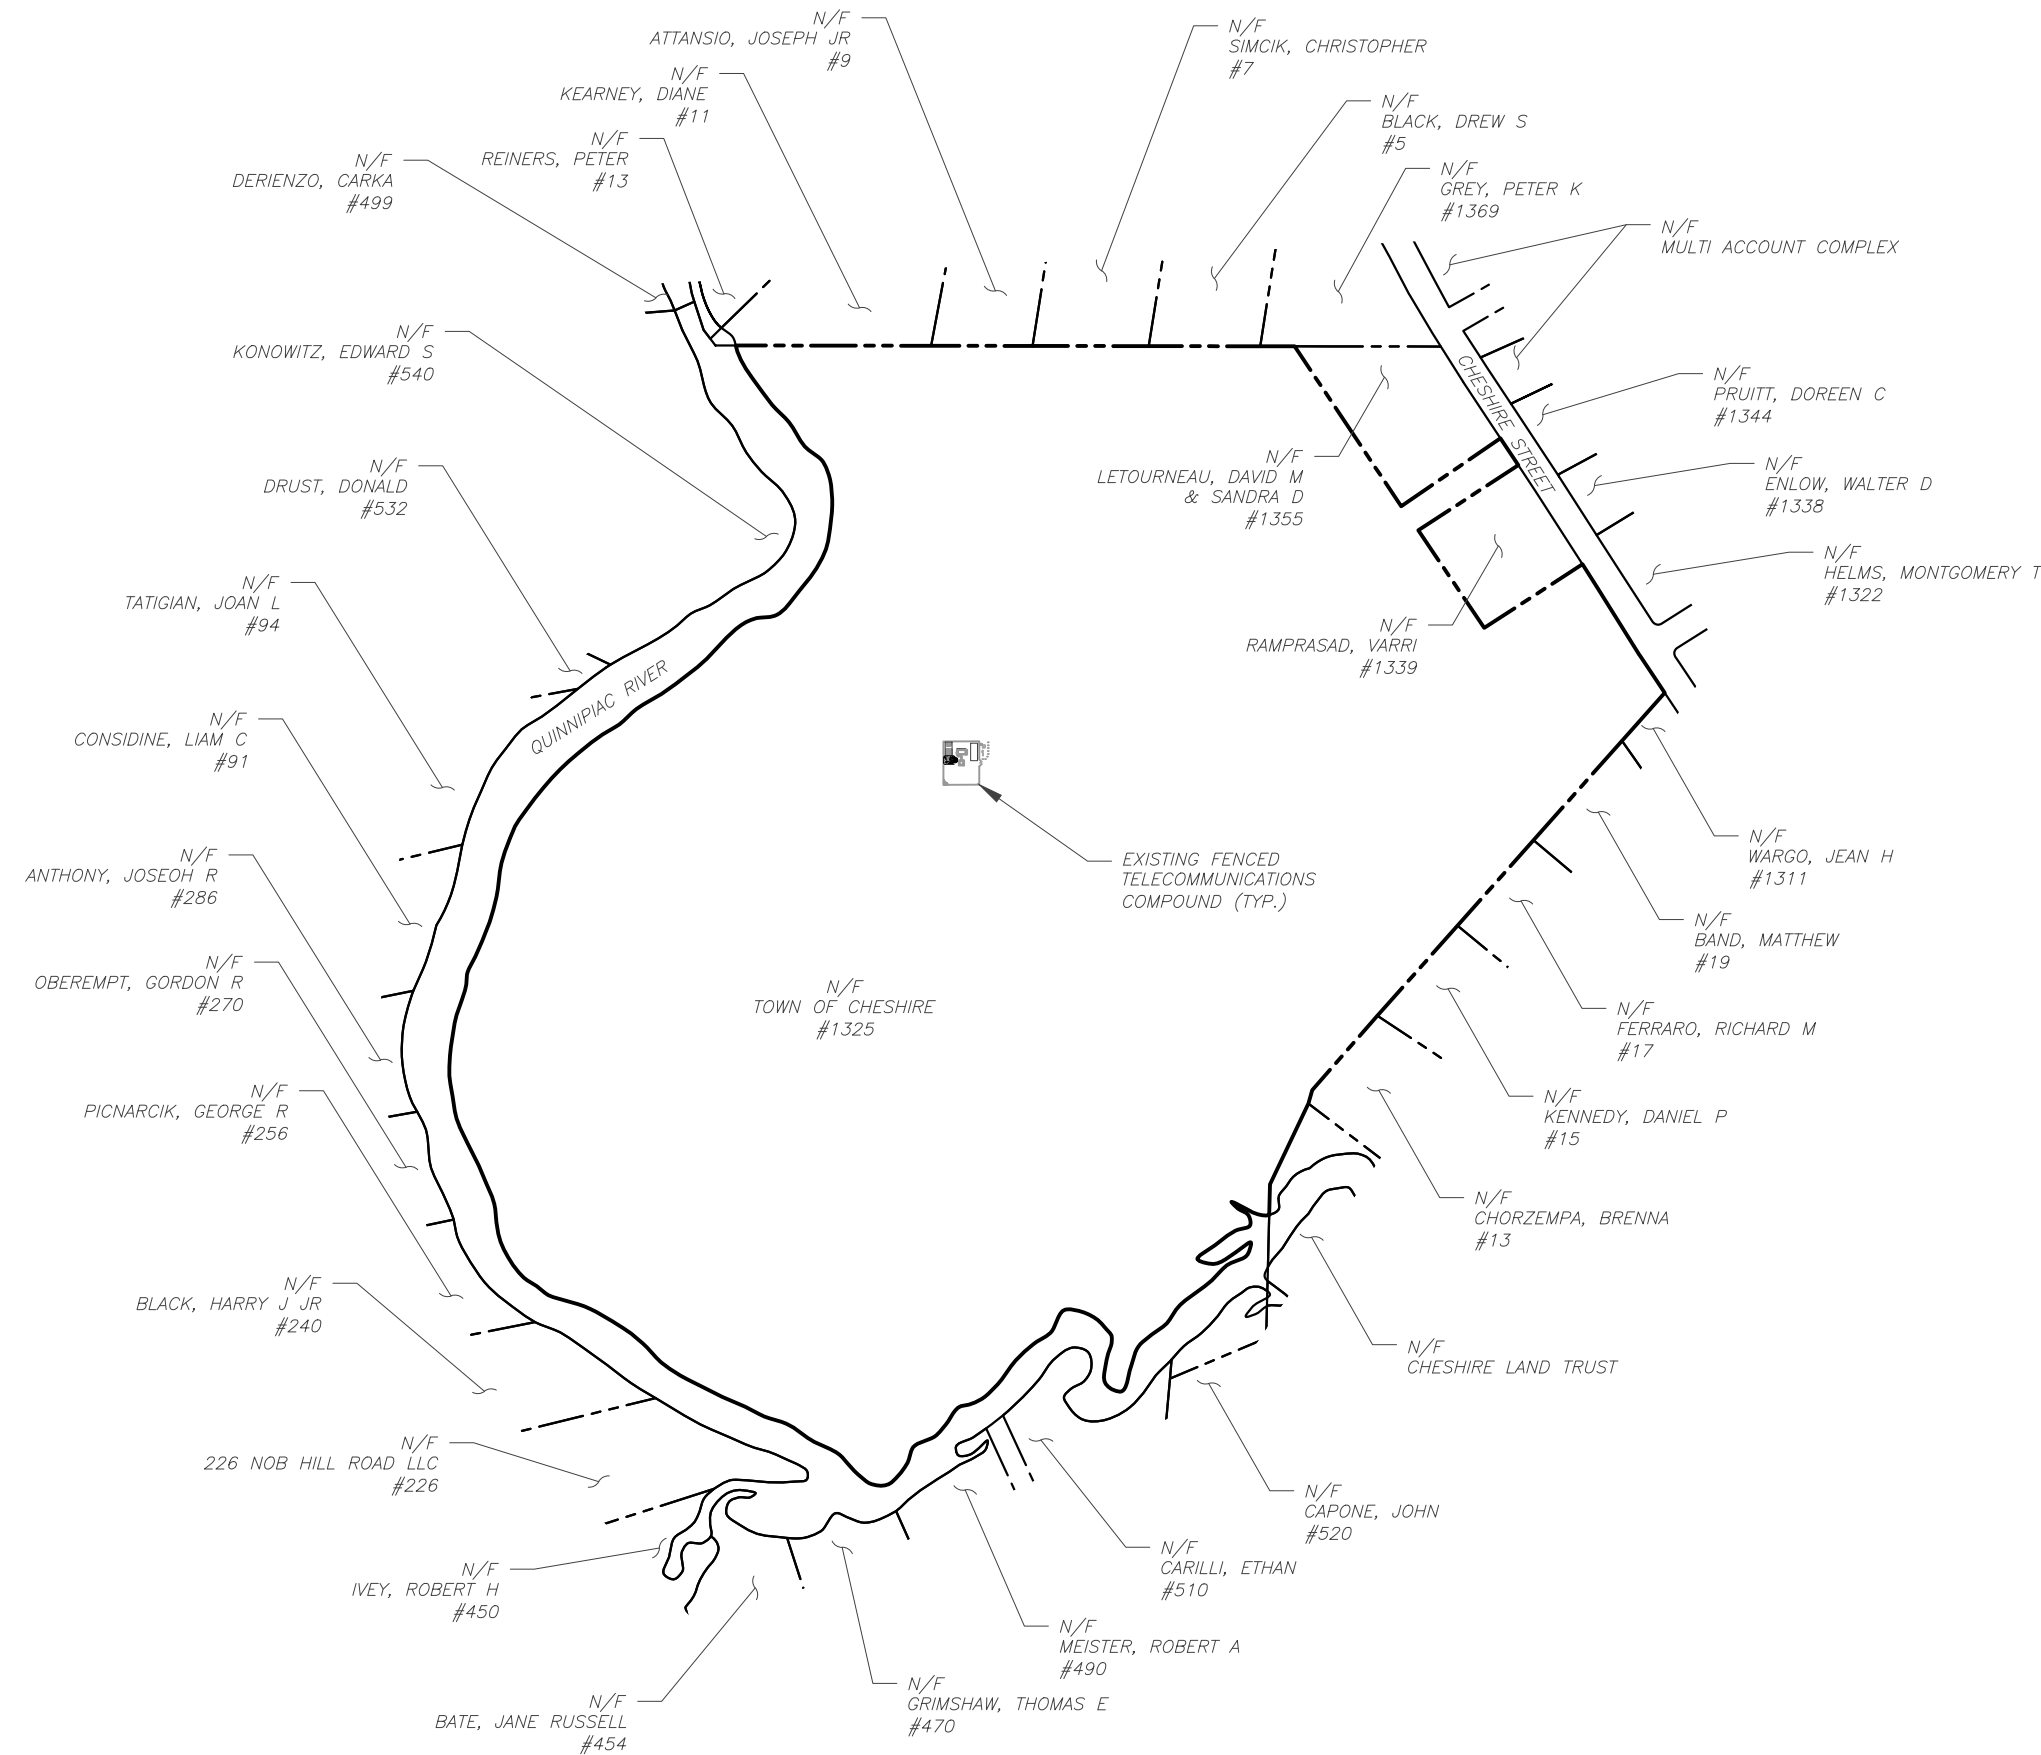 N/F
ATTANSIO, JOSEPH JR
#9
N/F
SIMCIK, CHRISTOPHER
#7
N/F
KEARNEY, DIANE
#11
N/F
BLACK, DREW S
#5
N/F
REINERS, PETER
#13
N/F
DERIENZO, CARKA
#499
N/F
GREY, PETER K
#1369
N/F
MULTI ACCOUNT COMPLEX
N/F
KONOWITZ, EDWARD S
#540
CHESHIRE STREET
N/F
PRUITT, DOREEN C
#1344
N/F
DRUST, DONALD
#532
N/F
LETOURNEAU, DAVID M
& SANDRA D
#1355
N/F
ENLOW, WALTER D
#1338
N/F
HELMS, MONTGOMERY T
#1322
N/F
TATIGIAN, JOAN L
#94
N/F
RAMPRASAD, VARRI
#1339
QUINNIPIAC RIVER
N/F
CONSIDINE, LIAM C
#91
N/F
WARGO, JEAN H
#1311
N/F
ANTHONY, JOSEOH R
#286
EXISTING FENCED
TELECOMMUNICATIONS
COMPOUND (TYP.)
N/F
BAND, MATTHEW
#19
N/F
OBEREMPT, GORDON R
#270
N/F
TOWN OF CHESHIRE
#1325
N/F
FERRARO, RICHARD M
#17
N/F
PICNARCIK, GEORGE R
#256
N/F
KENNEDY, DANIEL P
#15
N/F
CHORZEMPA, BRENNA
#13
N/F
BLACK, HARRY J JR
#240
N/F
CHESHIRE LAND TRUST
N/F
226 NOB HILL ROAD LLC
#226
N/F
CAPONE, JOHN
#520
N/F
CARILLI, ETHAN
#510
N/F
IVEY, ROBERT H
#450
N/F
MEISTER, ROBERT A
#490
N/F
GRIMSHAW, THOMAS E
#470
N/F
BATE, JANE RUSSELL
#454